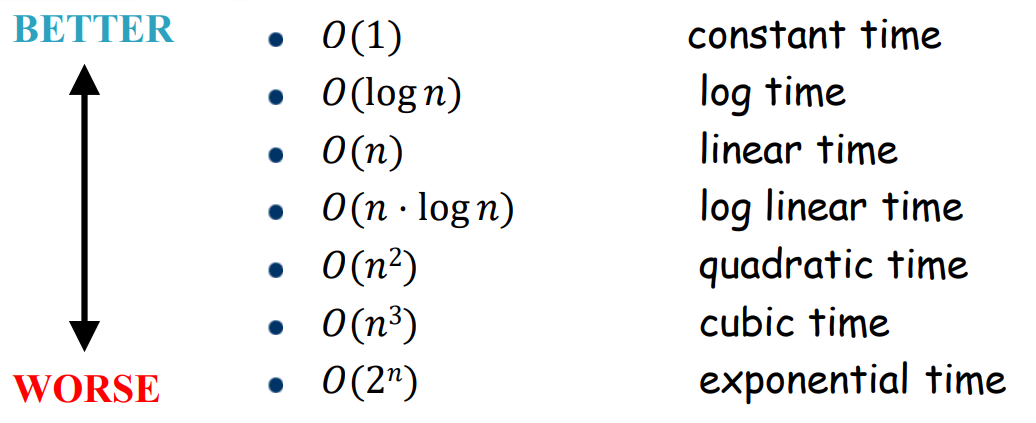 BETTER
• O(1) constant time
• O(log n) log time
• O(n) linear time
• O(n · log n) log linear time
• O(n²) quadratic time
• O(n³) cubic time
WORSE
• O(2ⁿ) exponential time